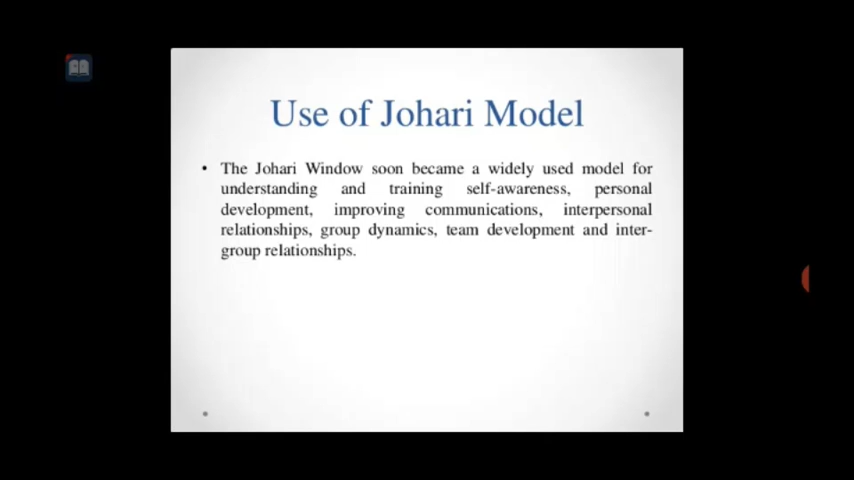 Use of Johari Model
• The Johari Window soon became a widely used model for
understanding and training self-awareness, personal
development, improving communications, interpersonal
relationships, group dynamics, team development and inter-
group relationships.